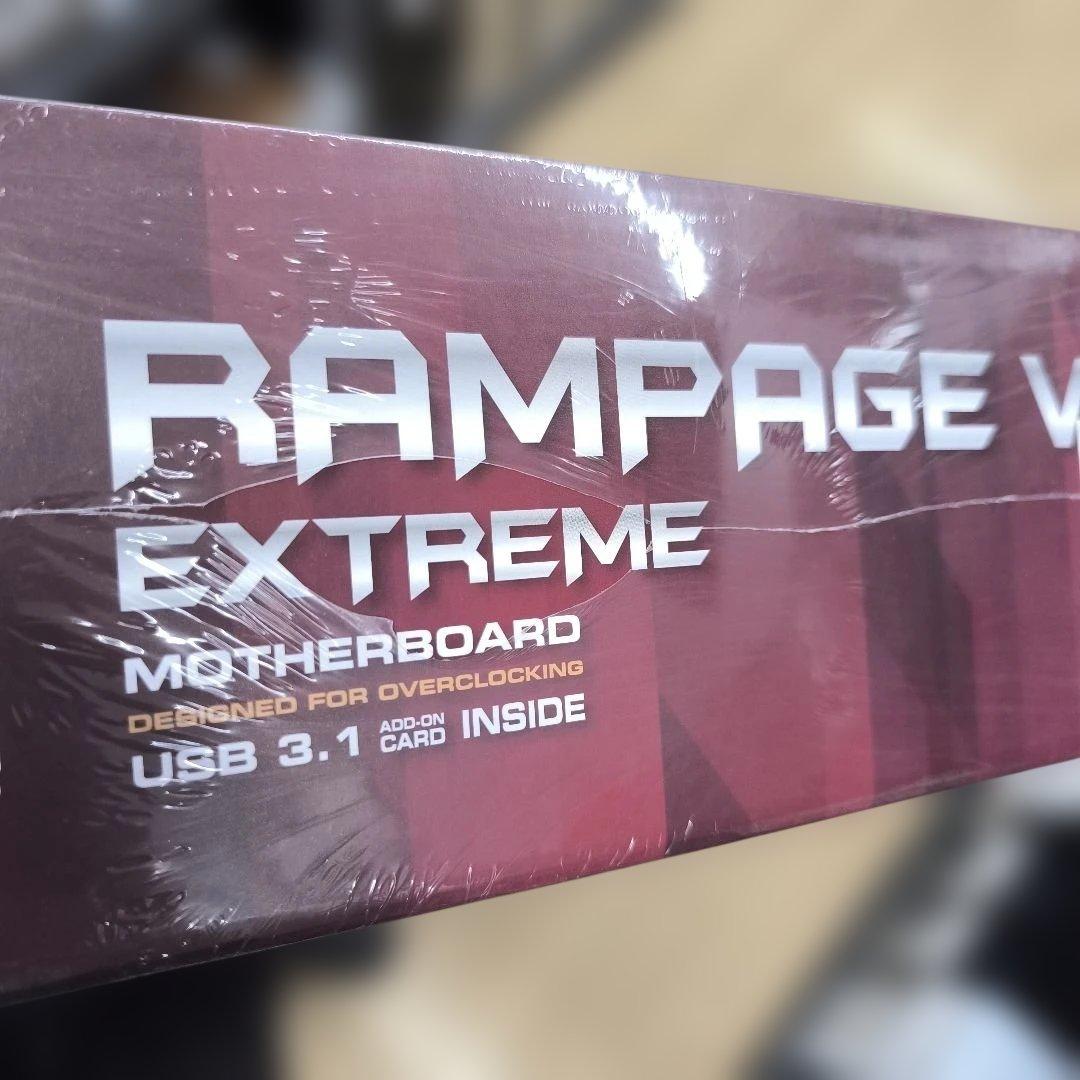 RAMPAGE V
EXTREME
MOTHERBOARD
DESIGNED FOR OVERCLOCKING
USB 3.1 ADD-ON CARD INSIDE